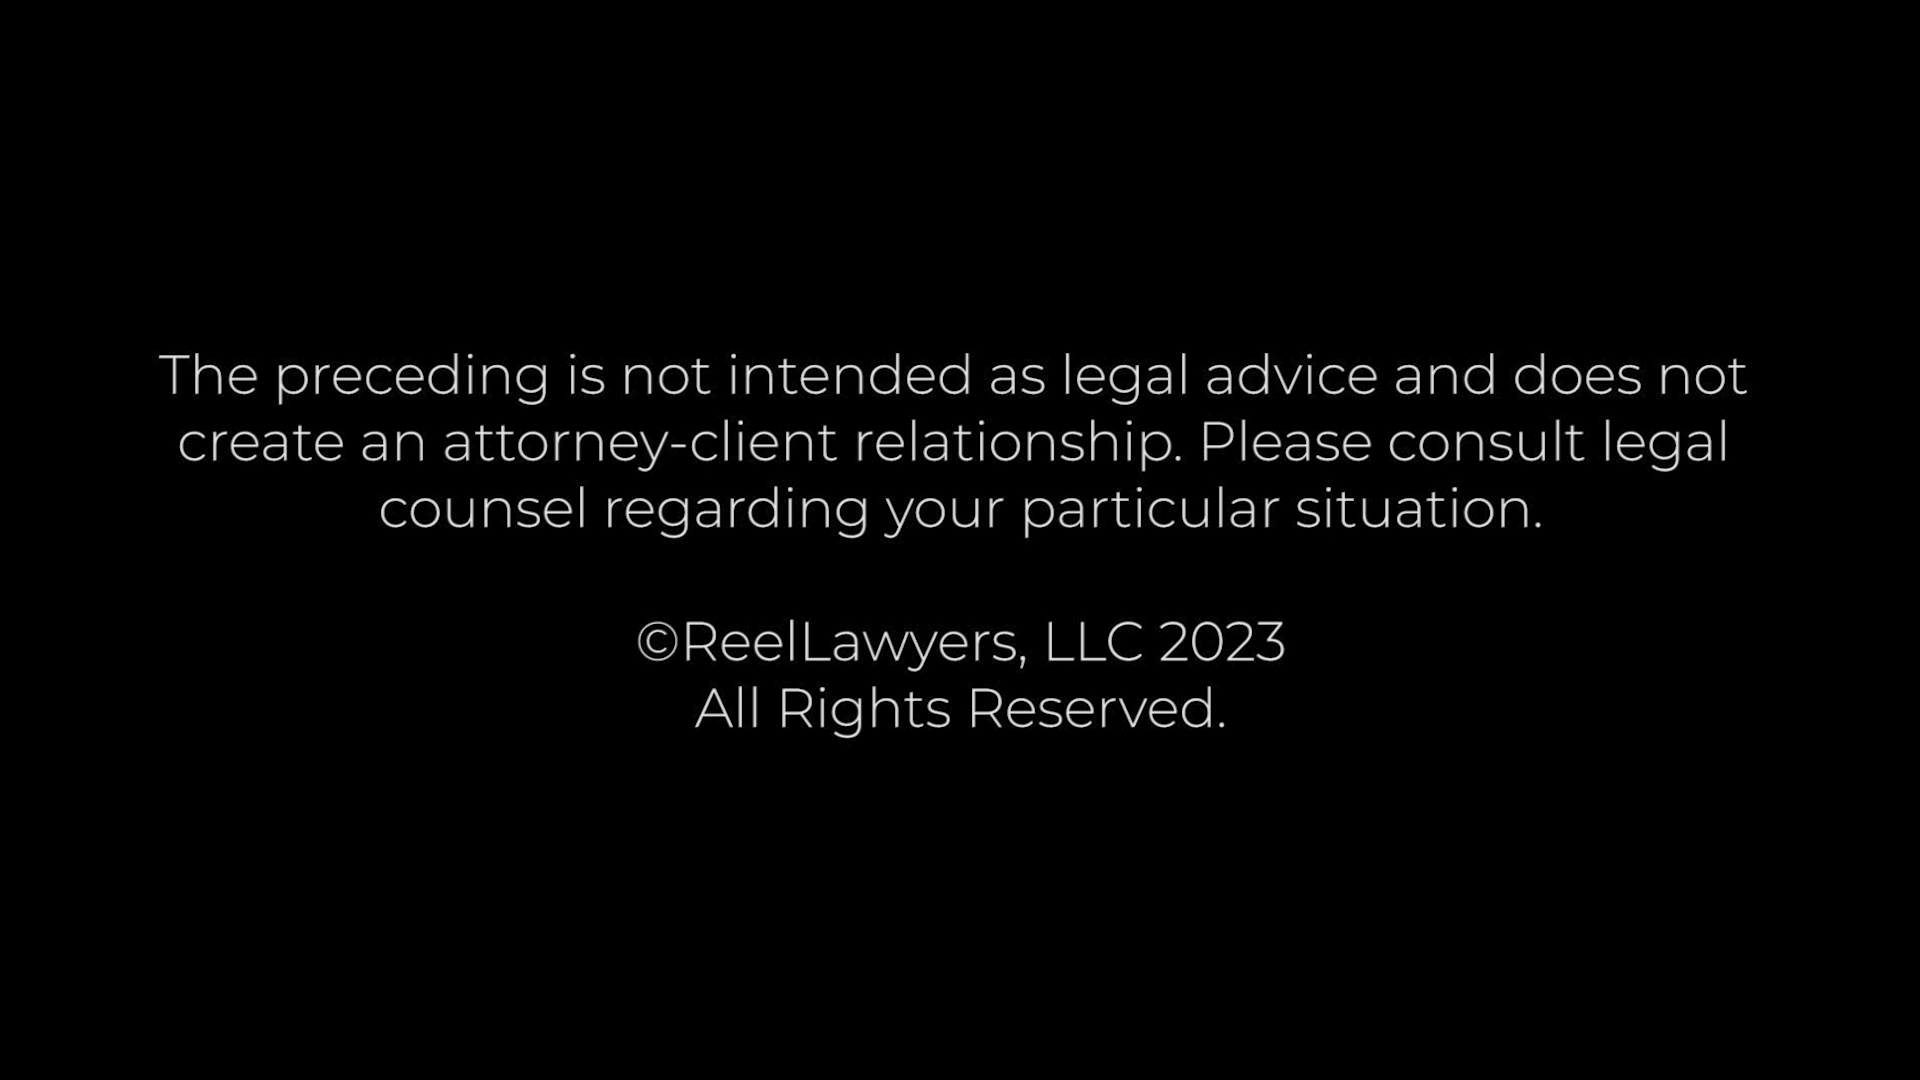 The preceding is not intended as legal advice and does not
create an attorney-client relationship. Please consult legal
counsel regarding your particular situation.
©ReelLawyers, LLC 2023
All Rights Reserved.